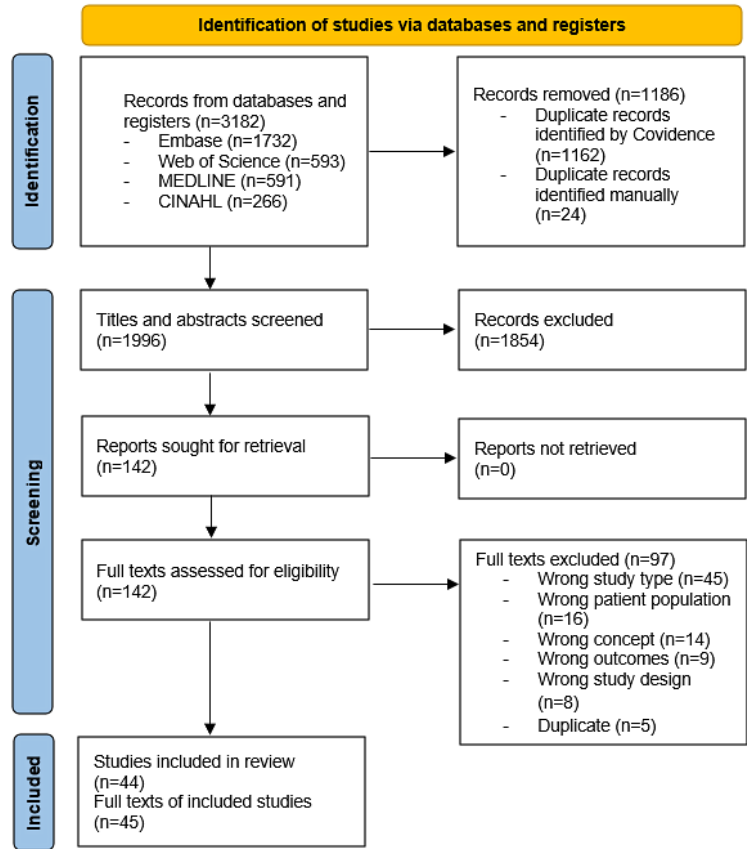 Identification of studies via databases and registers
Identification
Records from databases and
registers (n=3182)
- Embase (n=1732)
- Web of Science (n=593)
- MEDLINE (n=591)
- CINAHL (n=266)
Records removed (n=1186)
- Duplicate records
identified by Covidence
(n=1162)
- Duplicate records
identified manually
(n=24)
Screening
Titles and abstracts screened
(n=1996)
Records excluded
(n=1854)
Reports sought for retrieval
(n=142)
Reports not retrieved
(n=0)
Full texts assessed for eligibility
(n=142)
Full texts excluded (n=97)
- Wrong study type (n=45)
- Wrong patient population
(n=16)
- Wrong concept (n=14)
- Wrong outcomes (n=9)
- Wrong study design
(n=8)
- Duplicate (n=5)
Included
Studies included in review
(n=44)
Full texts of included studies
(n=45)